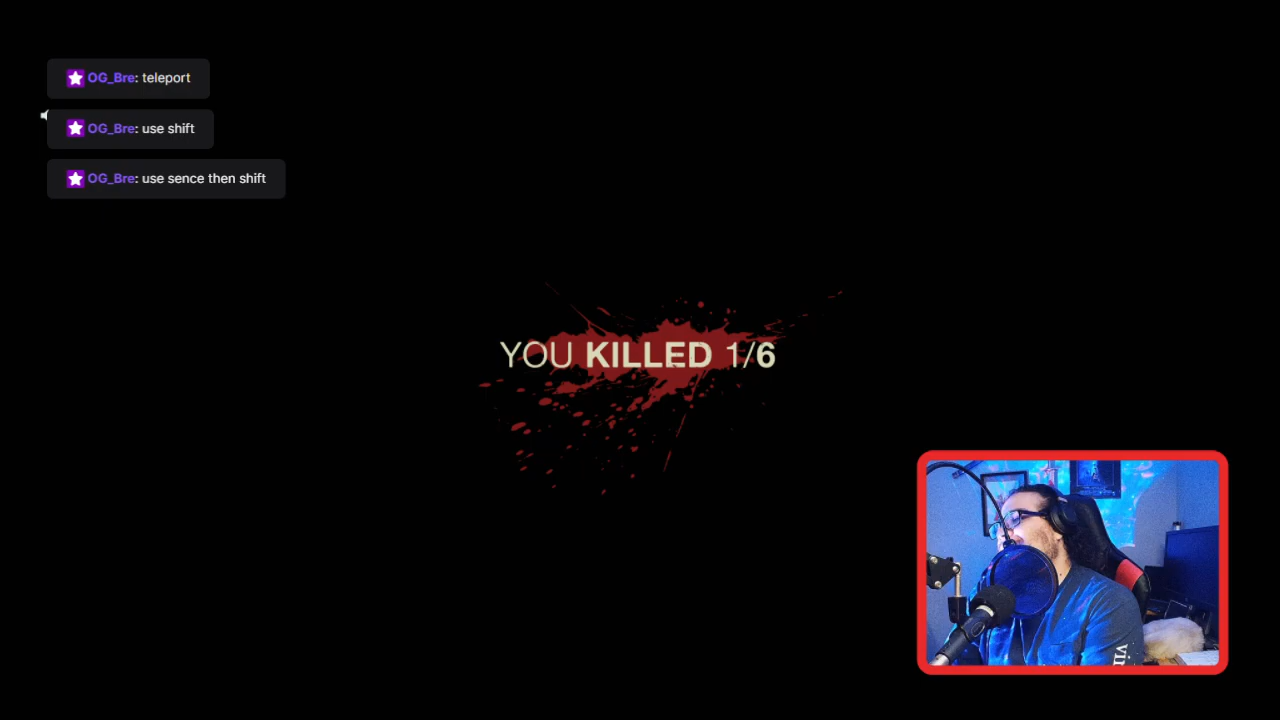 OG_Bre: teleport
OG_Bre: use shift
OG_Bre: use sence then shift
YOU KILLED 1/6